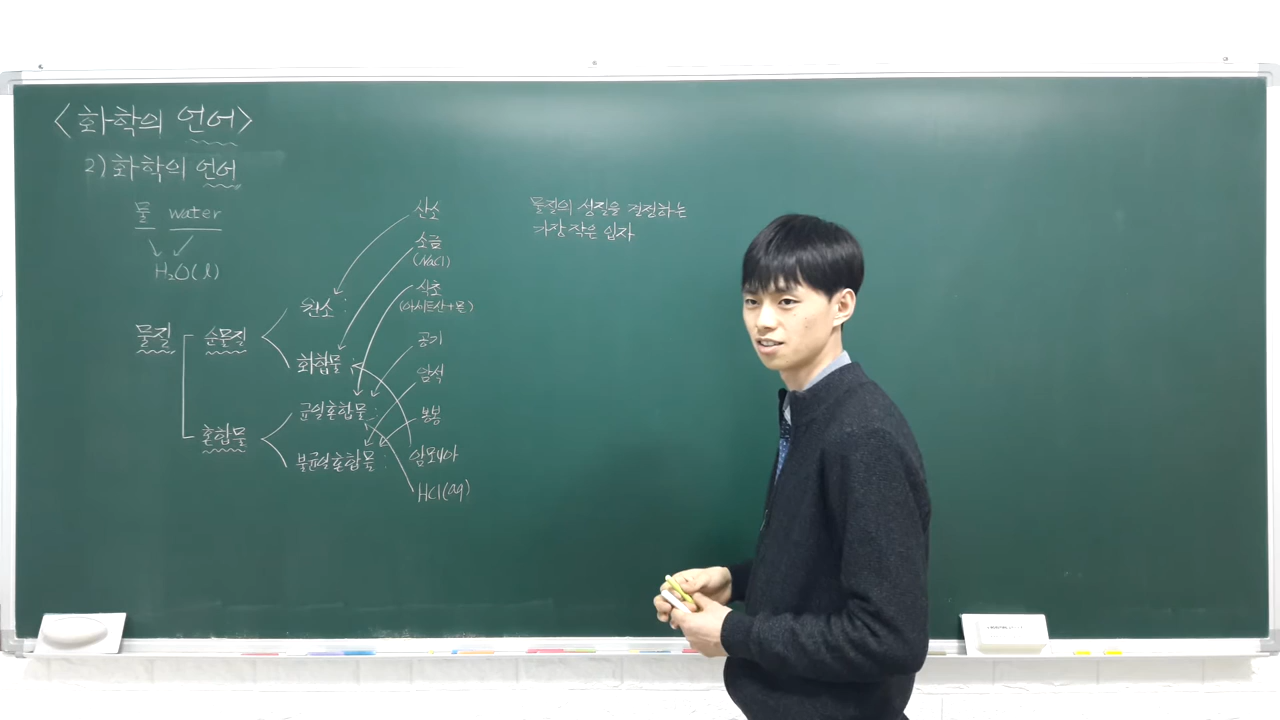 <화학의 언어>
2) 화학의 언어
물 water
H₂O(l)
물질
순물질
혼합물
원소 :
화합물 :
균일혼합물 :
불균일혼합물 :
산소
소금
(NaCl)
식초
(아세트산+물)
공기
암석
봉봉
암모니아
HCl(aq)
물질의 성질을 결정하는
가장 작은 입자